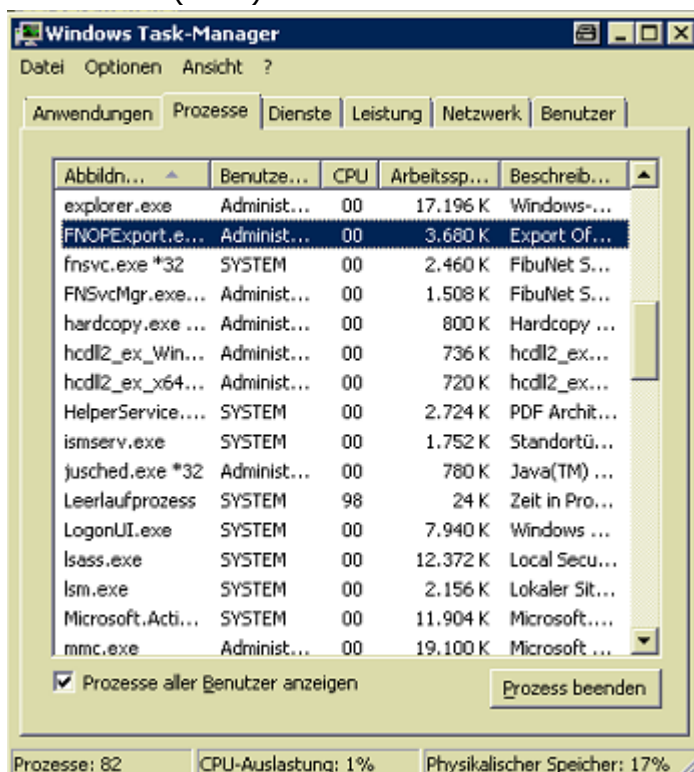 Windows Task-Manager
Datei Optionen Ansicht ?
Anwendungen Prozesse Dienste Leistung Netzwerk Benutzer
Abbildn... Benutze... CPU Arbeitssp... Beschreib...
explorer.exe Administ... 00 17.196 K Windows-...
FNOPExport.e... Administ... 00 3.680 K Export Of...
fnsvc.exe *32 SYSTEM 00 2.460 K FibuNet S...
FNSvcMgr.exe... Administ... 00 1.508 K FibuNet S...
hardcopy.exe ... Administ... 00 800 K Hardcopy ...
hcdll2_ex_Win... Administ... 00 736 K hcdll2_ex...
hcdll2_ex_x64... Administ... 00 720 K hcdll2_ex...
HelperService.... SYSTEM 00 2.724 K PDF Archit...
ismserv.exe SYSTEM 00 1.752 K Standortü...
jusched.exe *32 Administ... 00 780 K Java(TM) ...
Leerlaufprozess SYSTEM 98 24 K Zeit in Pro...
LogonUI.exe SYSTEM 00 7.940 K Windows ...
lsass.exe SYSTEM 00 12.372 K Local Secu...
lsm.exe SYSTEM 00 2.156 K Lokaler Sit...
Microsoft.Acti... SYSTEM 00 11.904 K Microsoft....
mmc.exe Administ... 00 19.100 K Microsoft ...
Prozesse aller Benutzer anzeigen
Prozess beenden
Prozesse: 82 CPU-Auslastung: 1% Physikalischer Speicher: 17%